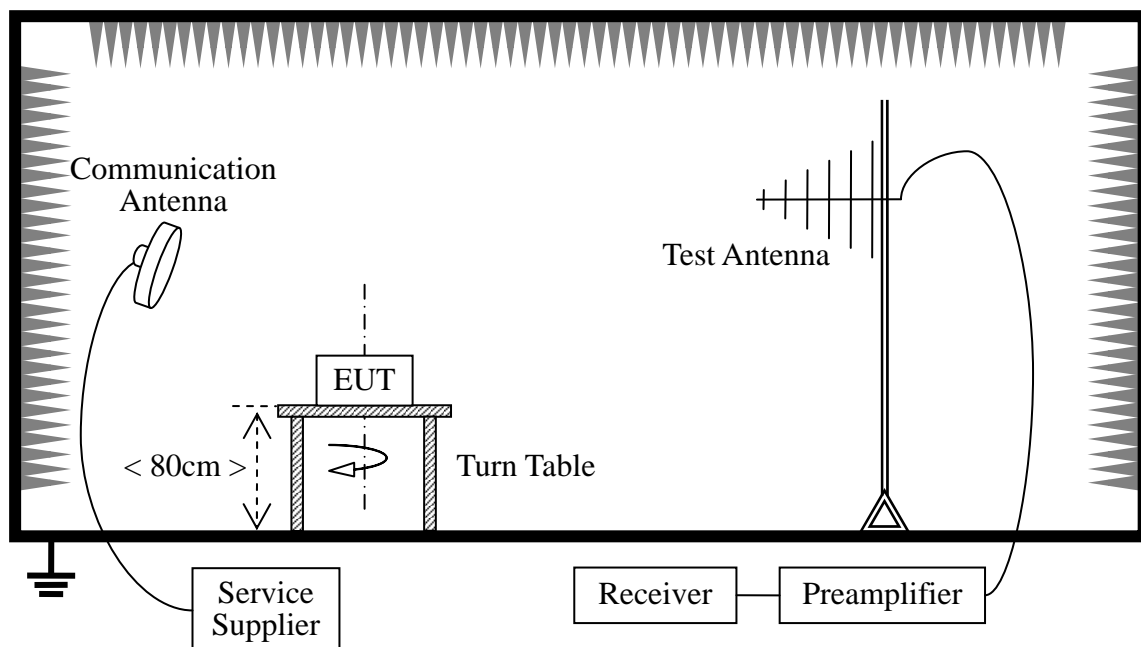 Communication
Antenna
Test Antenna
EUT
< 80cm >
Turn Table
Service
Supplier
Receiver
Preamplifier